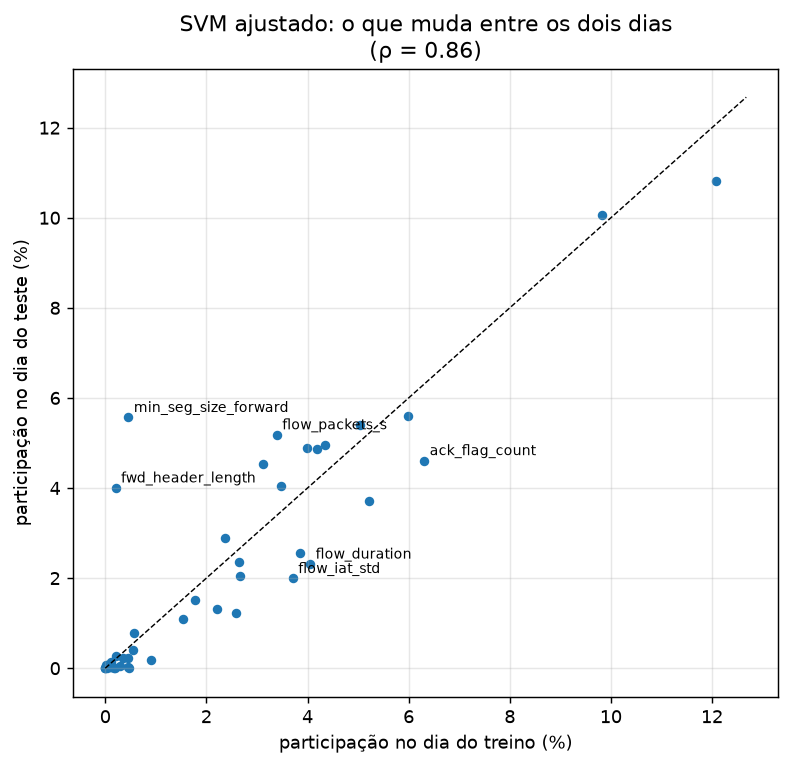 SVM ajustado: o que muda entre os dois dias
(ρ = 0.86)
participação no dia do teste (%)
12
10
8
6
4
2
0
min_seg_size_forward
flow_packets_s
ack_flag_count
fwd_header_length
flow_duration
flow_iat_std
0 2 4 6 8 10 12
participação no dia do treino (%)